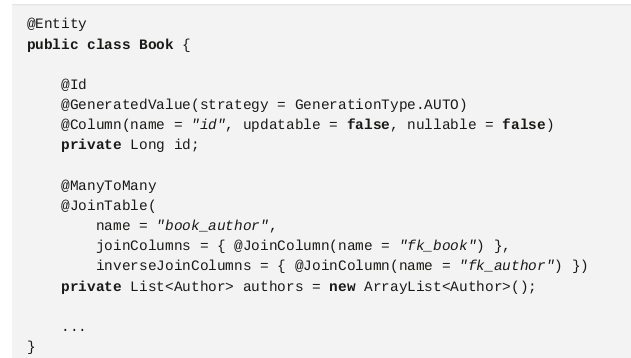 @Entity
public class Book {
@Id
@GeneratedValue(strategy = GenerationType.AUTO)
@Column(name = "id", updatable = false, nullable = false)
private Long id;
@ManyToMany
@JoinTable(
name = "book_author",
joinColumns = { @JoinColumn(name = "fk_book") },
inverseJoinColumns = { @JoinColumn(name = "fk_author") })
private List<Author> authors = new ArrayList<Author>();
...
}